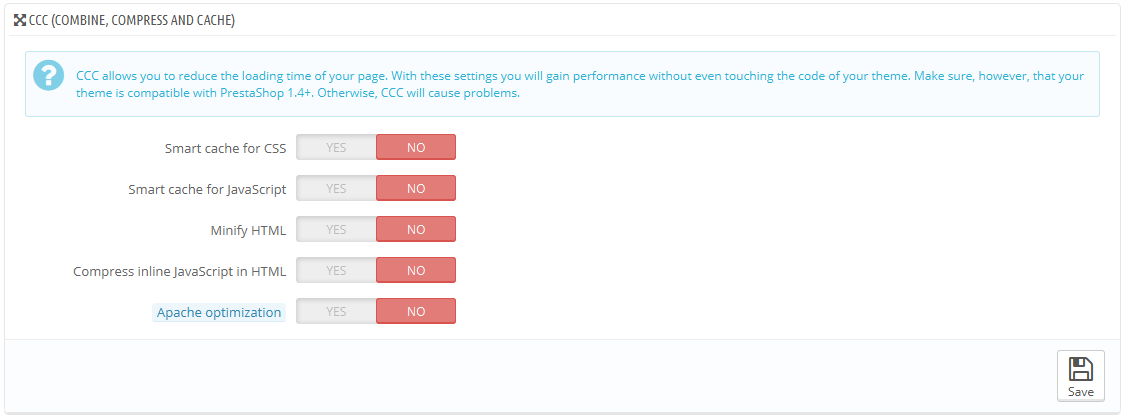 CCC (COMBINE, COMPRESS AND CACHE)
CCC allows you to reduce the loading time of your page. With these settings you will gain performance without even touching the code of your theme. Make sure, however, that your
theme is compatible with PrestaShop 1.4+. Otherwise, CCC will cause problems.
Smart cache for CSS YES NO
Smart cache for JavaScript YES NO
Minify HTML YES NO
Compress inline JavaScript in HTML YES NO
Apache optimization YES NO
Save